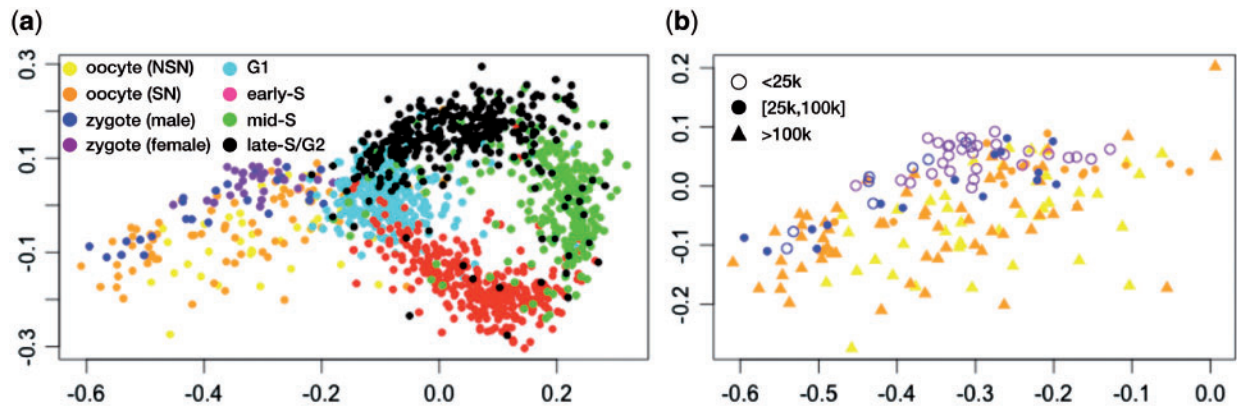 (a)
oocyte (NSN)
oocyte (SN)
zygote (male)
zygote (female)
G1
early-S
mid-S
late-S/G2
0.3
0.1
-0.1
-0.3
-0.6
-0.4
-0.2
0.0
0.2
(b)
<25k
[25k,100k]
>100k
0.2
0.1
0.0
-0.1
-0.2
-0.6
-0.5
-0.4
-0.3
-0.2
-0.1
0.0